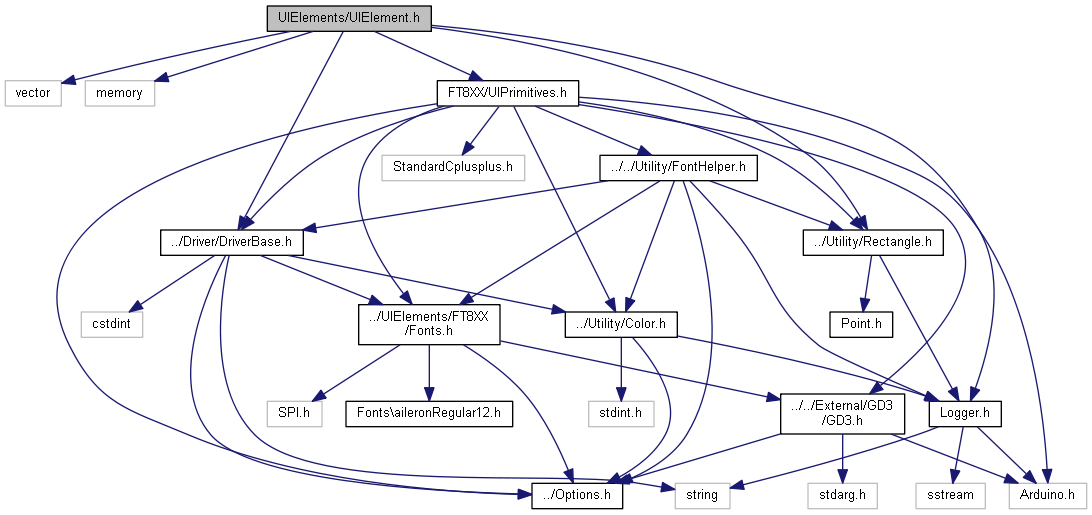 UIElements/UIElement.h
vector
memory
FT8XX/UIPrimitives.h
StandardCplusplus.h
../../Utility/FontHelper.h
../Driver/DriverBase.h
../Utility/Rectangle.h
cstdint
../UIElements/FT8XX
/Fonts.h
../Utility/Color.h
Point.h
SPI.h
Fonts\aileronRegular12.h
stdint.h
../../External/GD3
/GD3.h
Logger.h
../Options.h
string
stdarg.h
sstream
Arduino.h